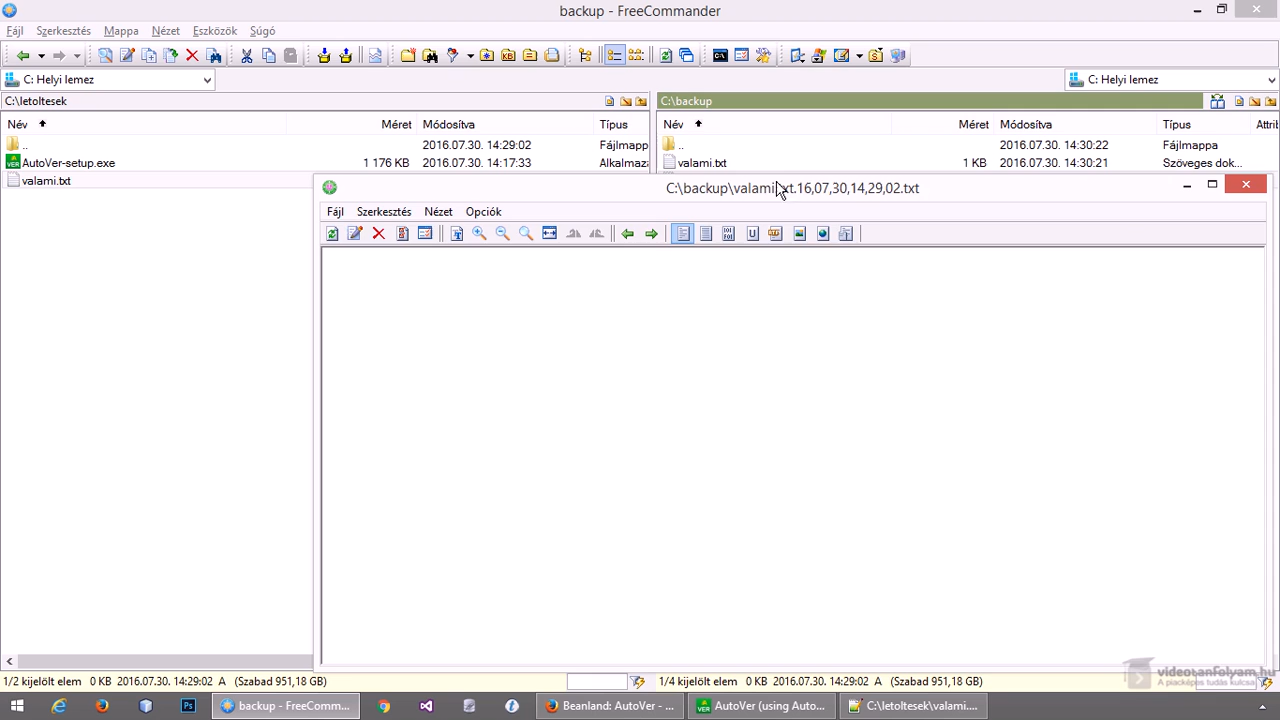 backup - FreeCommander
Fájl Szerkesztés Mappa Nézet Eszközök Súgó
C: Helyi lemez
C: Helyi lemez
C:\letoltesek
C:\backup
Név Méret Módosítva Típus
Név Méret Módosítva Típus Attrib
.. 2016.07.30. 14:29:02 Fájlmapp
.. 2016.07.30. 14:30:22 Fájlmappa
AutoVer-setup.exe 1 176 KB 2016.07.30. 14:17:33 Alkalmaza
valami.txt 1 KB 2016.07.30. 14:30:21 Szöveges dok...
valami.txt
C:\backup\valami.txt.16,07,30,14,29,02.txt
Fájl Szerkesztés Nézet Opciók
1/2 kijelölt elem 0 KB 2016.07.30. 14:29:02 A (Szabad 951,18 GB)
1/4 kijelölt elem 0 KB 2016.07.30. 14:29:02 A (Szabad 951,18 GB)
videotanfolyam.hu
A piacképes tudás kulcsa
backup - FreeComman...
Beanland: AutoVer - ...
AutoVer (using Auto...
C:\letoltesek\valami....